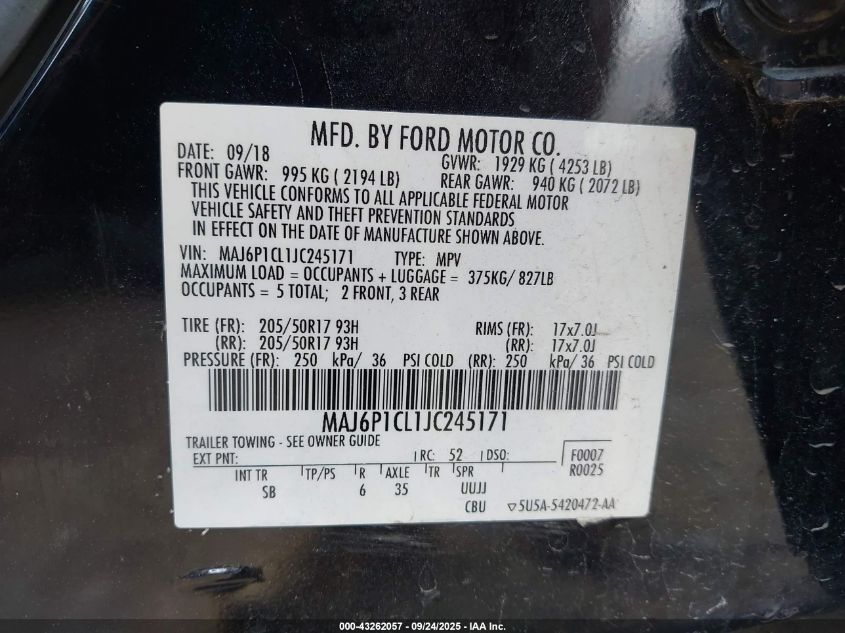 MFD. BY FORD MOTOR CO.
DATE: 09/18 GVWR: 1929 KG ( 4253 LB)
FRONT GAWR: 995 KG ( 2194 LB) REAR GAWR: 940 KG ( 2072 LB)
THIS VEHICLE CONFORMS TO ALL APPLICABLE FEDERAL MOTOR
VEHICLE SAFETY AND THEFT PREVENTION STANDARDS
IN EFFECT ON THE DATE OF MANUFACTURE SHOWN ABOVE.
VIN: MAJ6P1CL1JC245171 TYPE: MPV
MAXIMUM LOAD = OCCUPANTS + LUGGAGE = 375KG/ 827LB
OCCUPANTS = 5 TOTAL; 2 FRONT, 3 REAR
TIRE (FR): 205/50R17 93H RIMS (FR): 17x7.0J
(RR): 205/50R17 93H (RR): 17x7.0J
PRESSURE (FR): 250 kPa/ 36 PSI COLD (RR): 250 kPa/ 36 PSI COLD
MAJ6P1CL1JC245171
TRAILER TOWING - SEE OWNER GUIDE
EXT PNT: RC: 52 DSO: F0007
R0025
INT TR TP/PS R AXLE TR SPR
SB 6 35 UUJJ
CBU 5U5A-5420472-AA
000-43262057 - 09/24/2025 - IAA Inc.